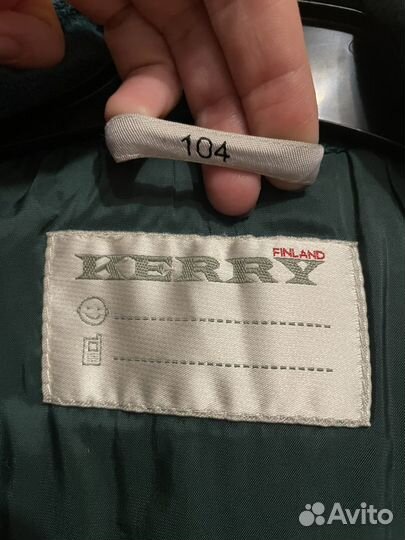 104
FINLAND
KERRY
Avito